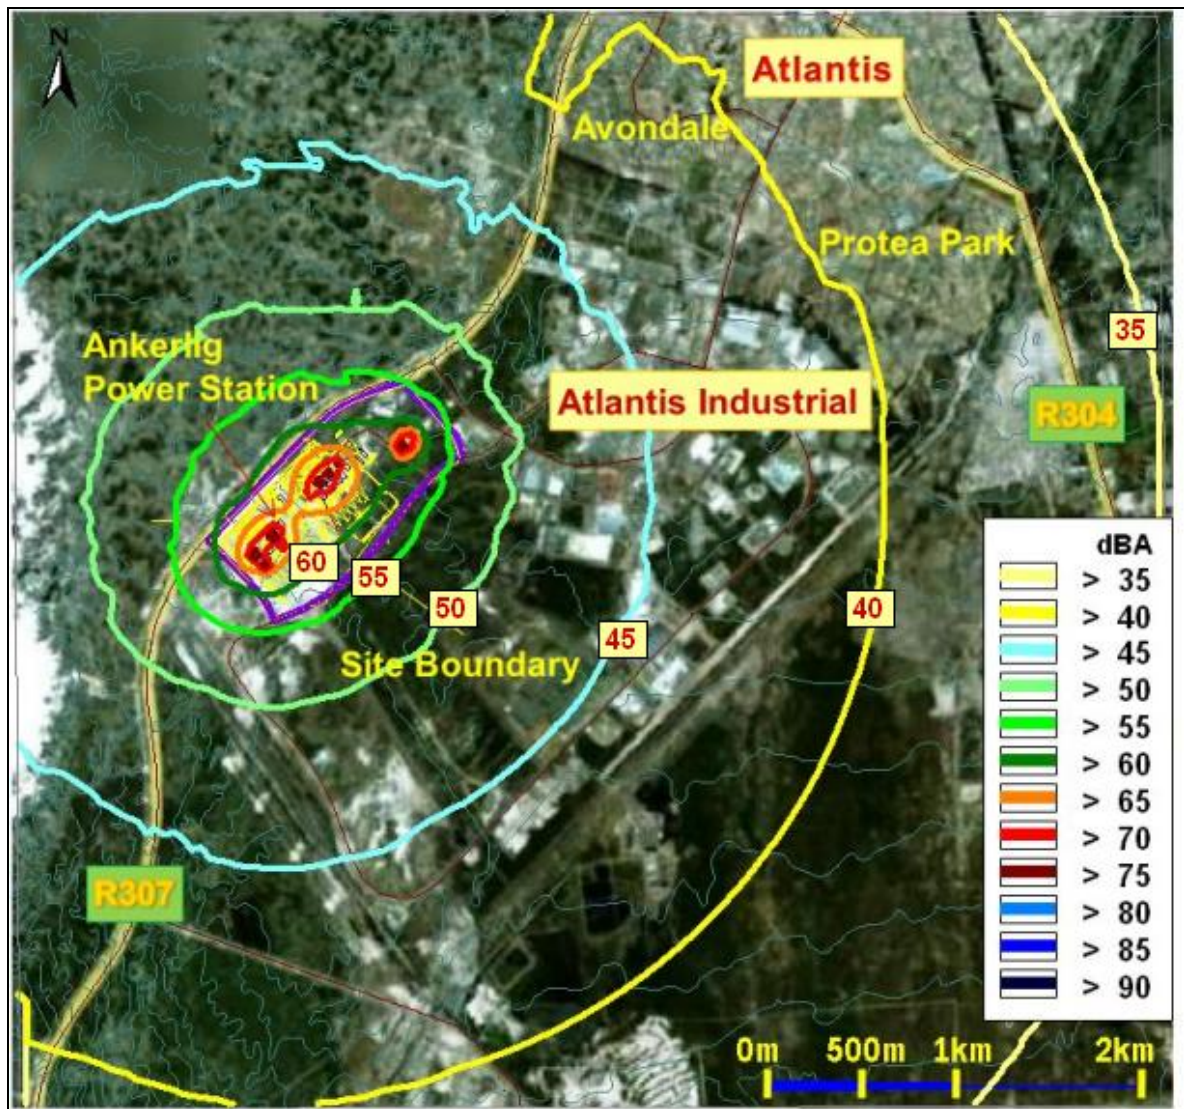 N
Atlantis
Avondale
Protea Park
35
Ankerlig
Power Station
Atlantis Industrial
R304
60
55
50
45
40
Site Boundary
R307
dBA
> 35
> 40
> 45
> 50
> 55
> 60
> 65
> 70
> 75
> 80
> 85
> 90
0m 500m 1km 2km